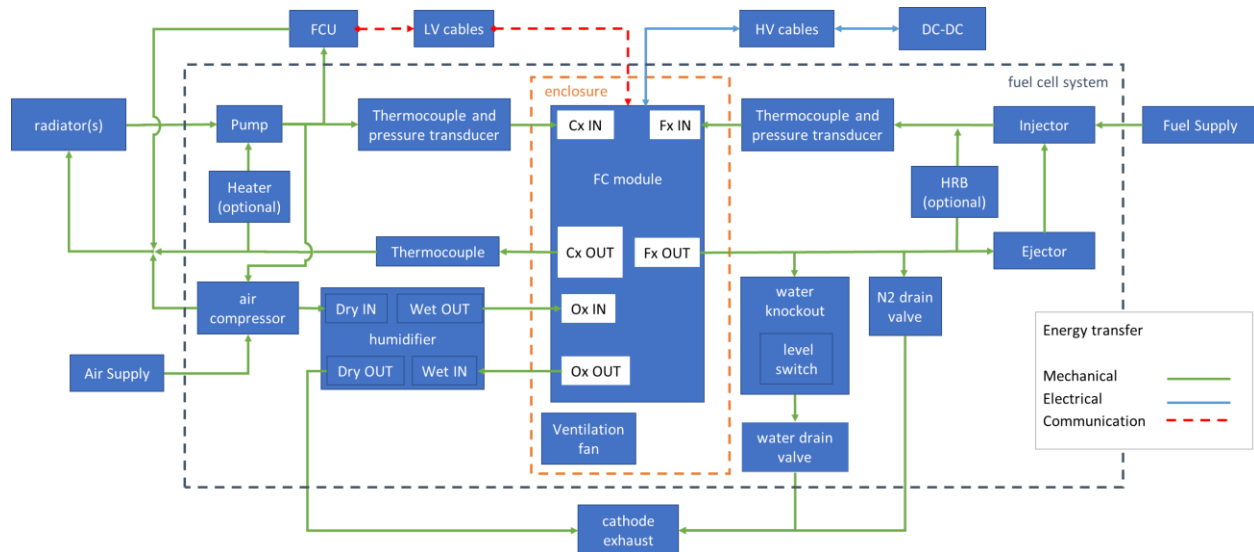 FCU
LV cables
HV cables
DC-DC
fuel cell system
enclosure
radiator(s)
Pump
Thermocouple and
pressure transducer
Cx IN
Fx IN
Thermocouple and
pressure transducer
Injector
Fuel Supply
FC module
Heater
(optional)
HRB
(optional)
Thermocouple
Cx OUT
Fx OUT
Ejector
air
compressor
Dry IN
Wet OUT
humidifier
Dry OUT
Wet IN
Ox IN
Ox OUT
water
knockout
level
switch
N2 drain
valve
Air Supply
Ventilation
fan
water drain
valve
cathode
exhaust
Energy transfer
Mechanical
Electrical
Communication